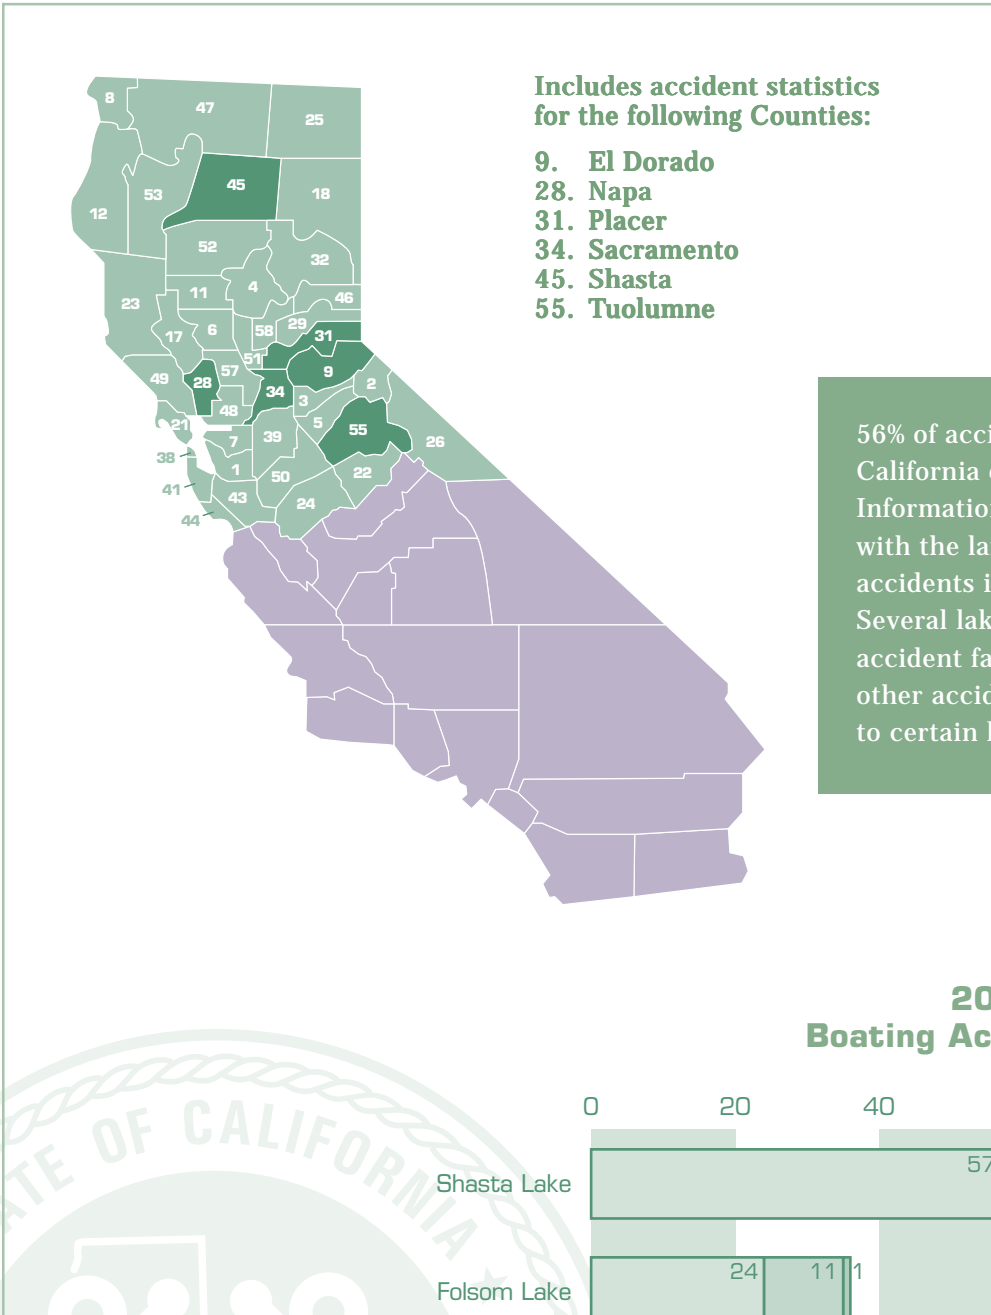 Includes accident statistics
for the following Counties:
9. El Dorado
28. Napa
31. Placer
34. Sacramento
45. Shasta
55. Tuolumne
8
47
25
45
53
18
12
52
32
4
11
46
23
29
58
6
17
31
51
57
9
49
28
2
34
3
48
21
5
55
39
7
26
38
1
22
50
41
43
24
44
56% of acci
California
Information
with the la
accidents i
Several lak
accident fa
other accid
to certain
20
Boating Ac
0 20 40
Shasta Lake 57
Folsom Lake 24 11 1
ATE OF CALIFORNIA